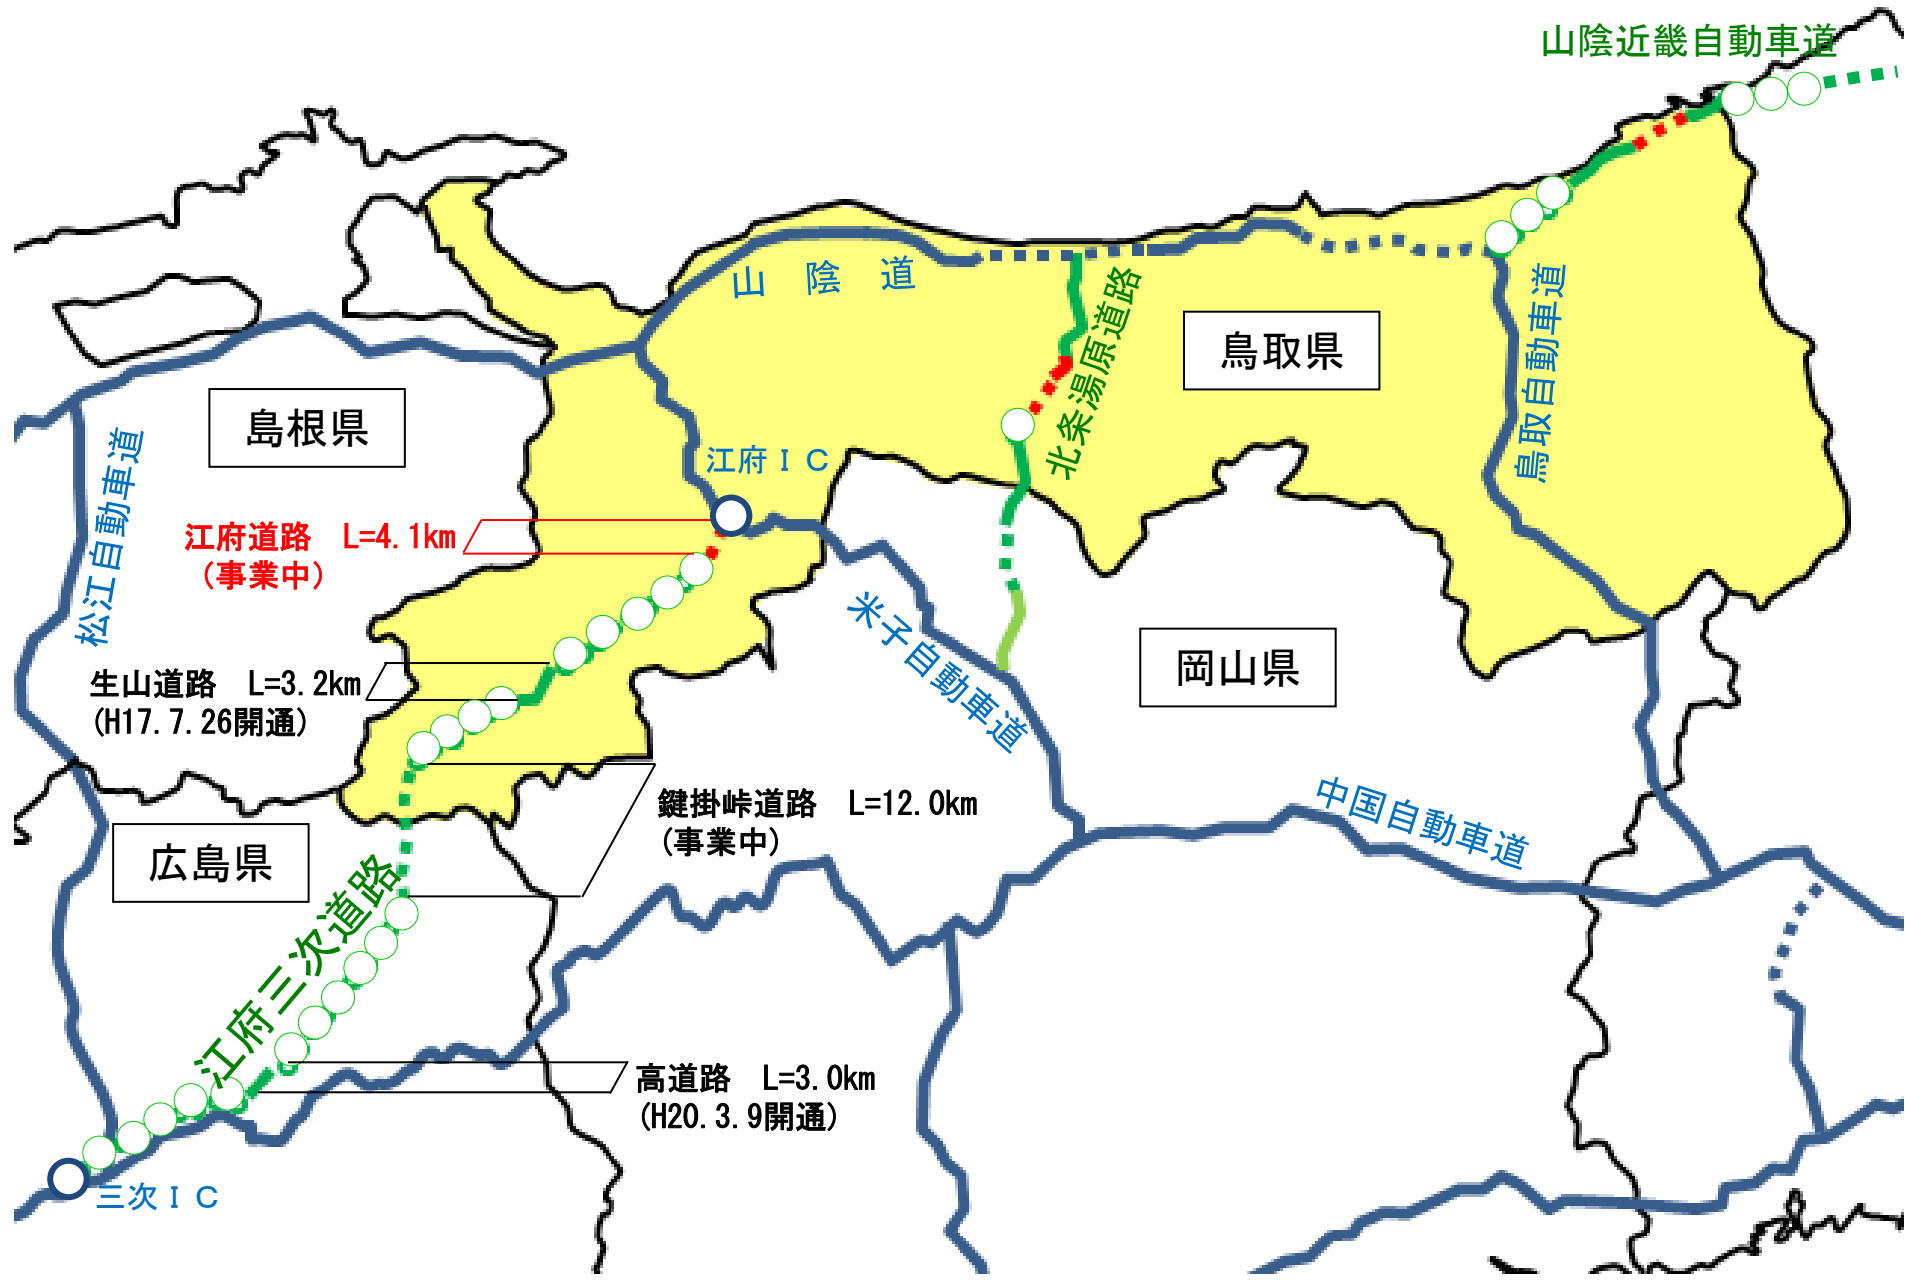 山陰近畿自動車道
山陰道
北条湯原道路
鳥取県
鳥取自動車道
島根県
松江自動車道
江府ＩＣ
江府道路　L=4.1km
（事業中）
米子自動車道
岡山県
生山道路　L=3.2km
(H17.7.26開通)
鍵掛峠道路　L=12.0km
(事業中)
中国自動車道
広島県
江府三次道路
高道路　L=3.0km
(H20.3.9開通)
三次ＩＣ